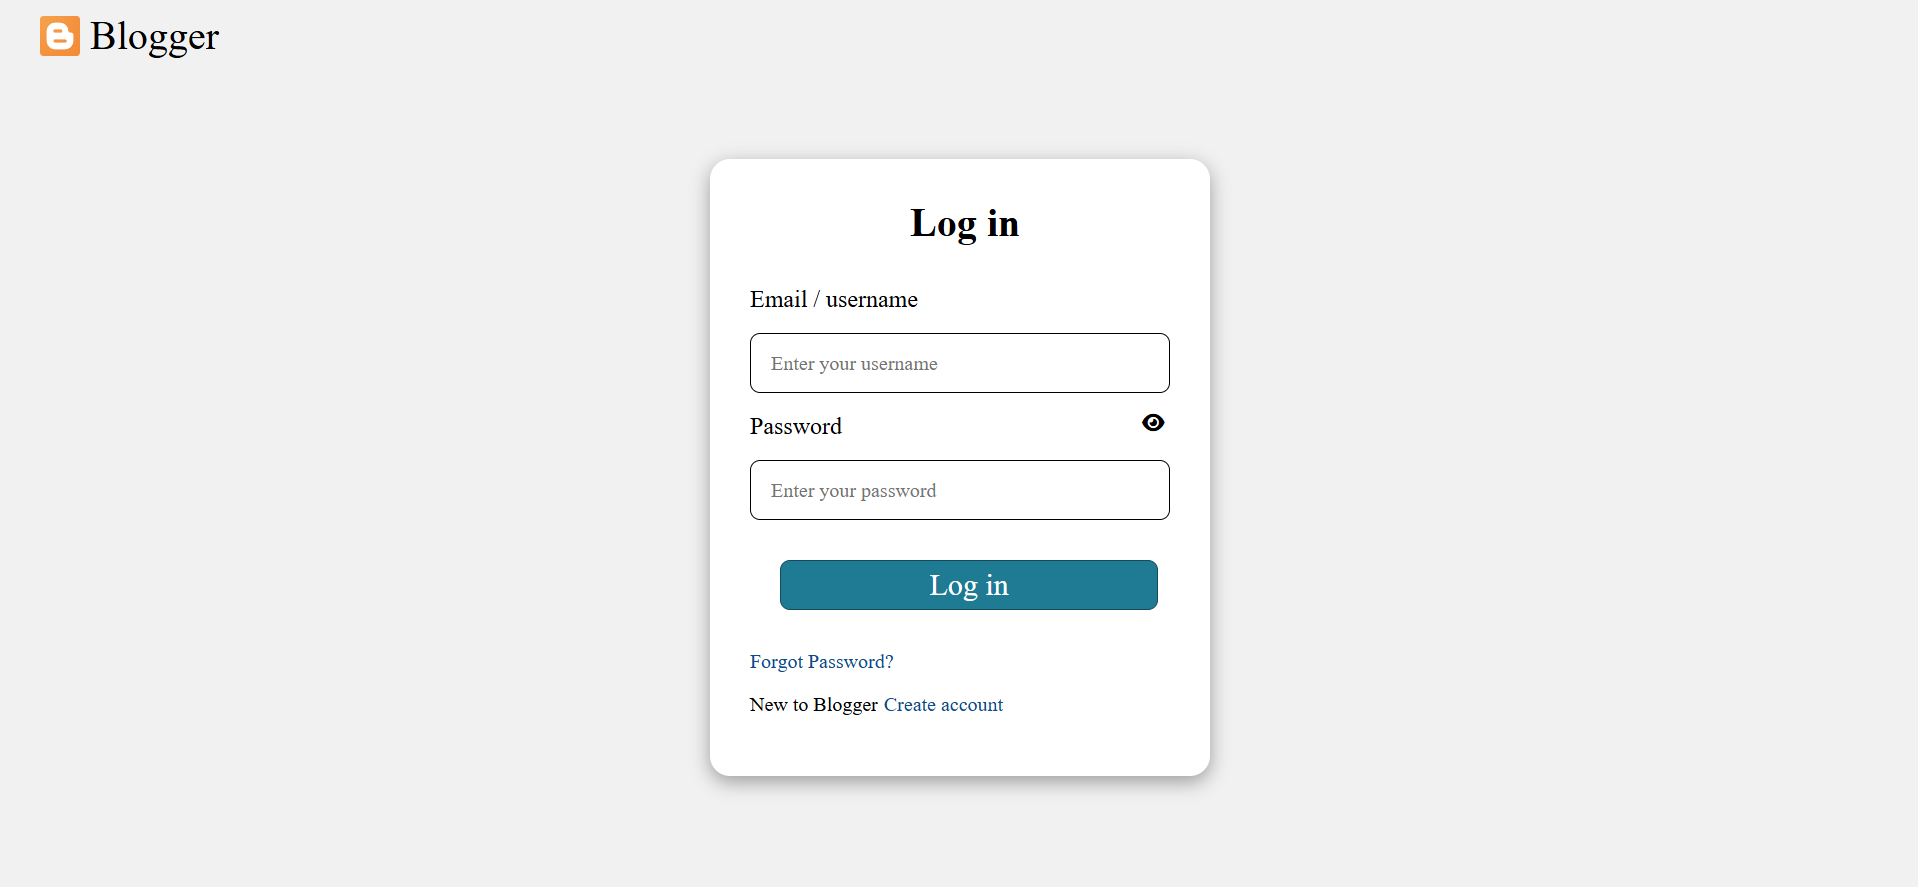 Blogger
Log in
Email / username
Enter your username
Password
Enter your password
Log in
Forgot Password?
New to Blogger Create account